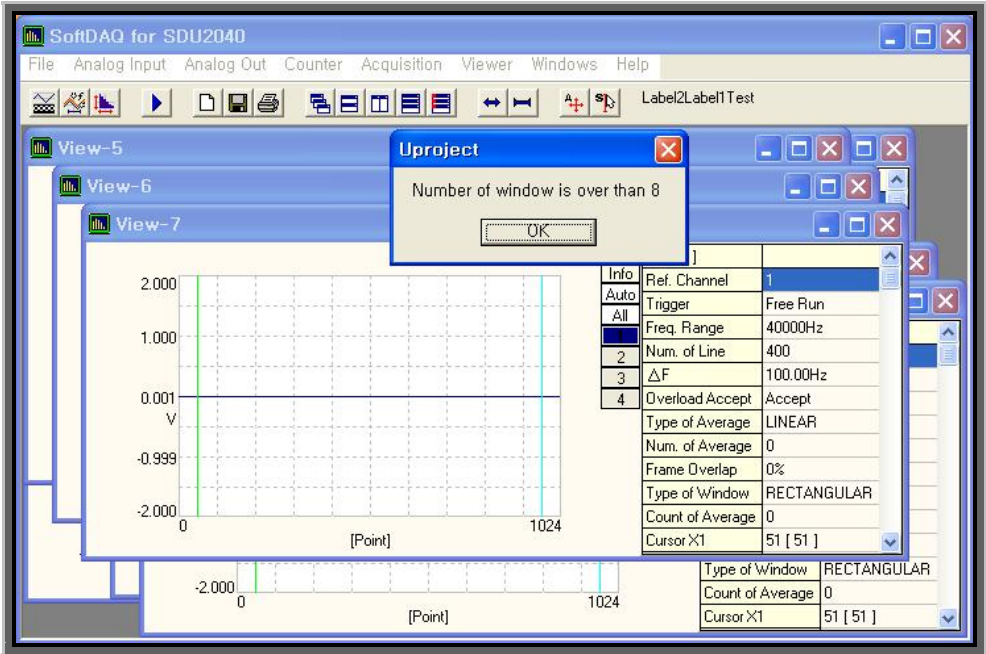 SoftDAQ for SDU2040
File Analog Input Analog Out Counter Acquisition Viewer Windows Help
Label2Label1Test
View-5
View-6
View-7
Uproject
Number of window is over than 8
OK
2.000
1.000
0.001
V
-0.999
-2.000
0
1024
[Point]
Info
Auto
All
2
3
4
]
Ref. Channel 1
Trigger Free Run
Freq. Range 40000Hz
Num. of Line 400
△F 100.00Hz
Overload Accept Accept
Type of Average LINEAR
Num. of Average 0
Frame Overlap 0%
Type of Window RECTANGULAR
Count of Average 0
Cursor X1 51 [ 51 ]
-2.000
0
1024
[Point]
Type of Window RECTANGULAR
Count of Average 0
Cursor X1 51 [ 51 ]